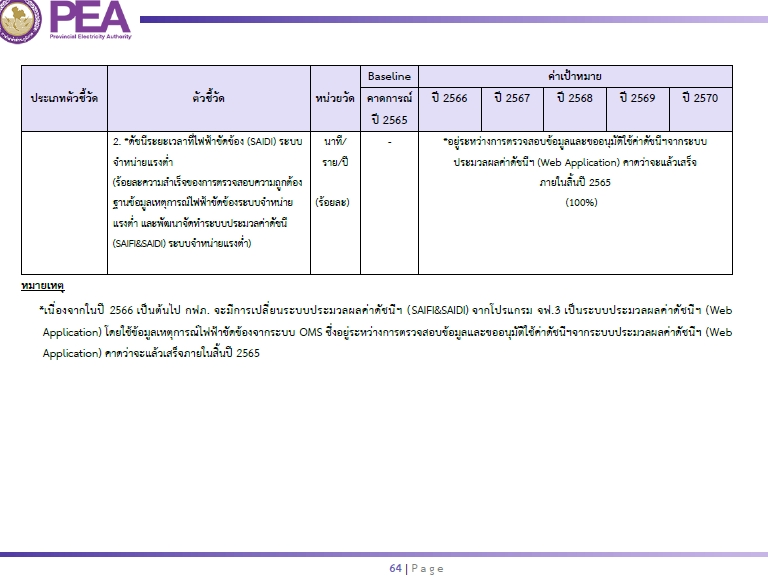 PEA
Provincial Electricity Authority
ประเภทตัวชี้วัด
ตัวชี้วัด
หน่วยวัด
Baseline
คาดการณ์
ปี 2565
ค่าเป้าหมาย
ปี 2566
ปี 2567
ปี 2568
ปี 2569
ปี 2570
2. *ดัชนีระยะเวลาที่ไฟฟ้าขัดข้อง (SAIDI) ระบบ
จำหน่ายแรงต่ำ
(ร้อยละความสำเร็จของการตรวจสอบความถูกต้อง
ฐานข้อมูลเหตุการณ์ไฟฟ้าขัดข้องระบบจำหน่าย
แรงต่ำ และพัฒนาจัดทำระบบประมวลค่าดัชนี
(SAIFI&SAIDI) ระบบจำหน่ายแรงต่ำ)
นาที/
ราย/ปี
(ร้อยละ)
-
*อยู่ระหว่างการตรวจสอบข้อมูลและขออนุมัติใช้ค่าดัชนีฯจากระบบ
ประมวลผลค่าดัชนีฯ (Web Application) คาดว่าจะแล้วเสร็จ
ภายในสิ้นปี 2565
(100%)
หมายเหตุ
*เนื่องจากในปี 2566 เป็นต้นไป กฟภ. จะมีการเปลี่ยนระบบประมวลผลค่าดัชนีฯ (SAIFI&SAIDI) จากโปรแกรม จฟ.3 เป็นระบบประมวลผลค่าดัชนีฯ (Web
Application) โดยใช้ข้อมูลเหตุการณ์ไฟฟ้าขัดข้องจากระบบ OMS ซึ่งอยู่ระหว่างการตรวจสอบข้อมูลและขออนุมัติใช้ค่าดัชนีฯจากระบบประมวลผลค่าดัชนีฯ (Web
Application) คาดว่าจะแล้วเสร็จภายในสิ้นปี 2565
64 | Page